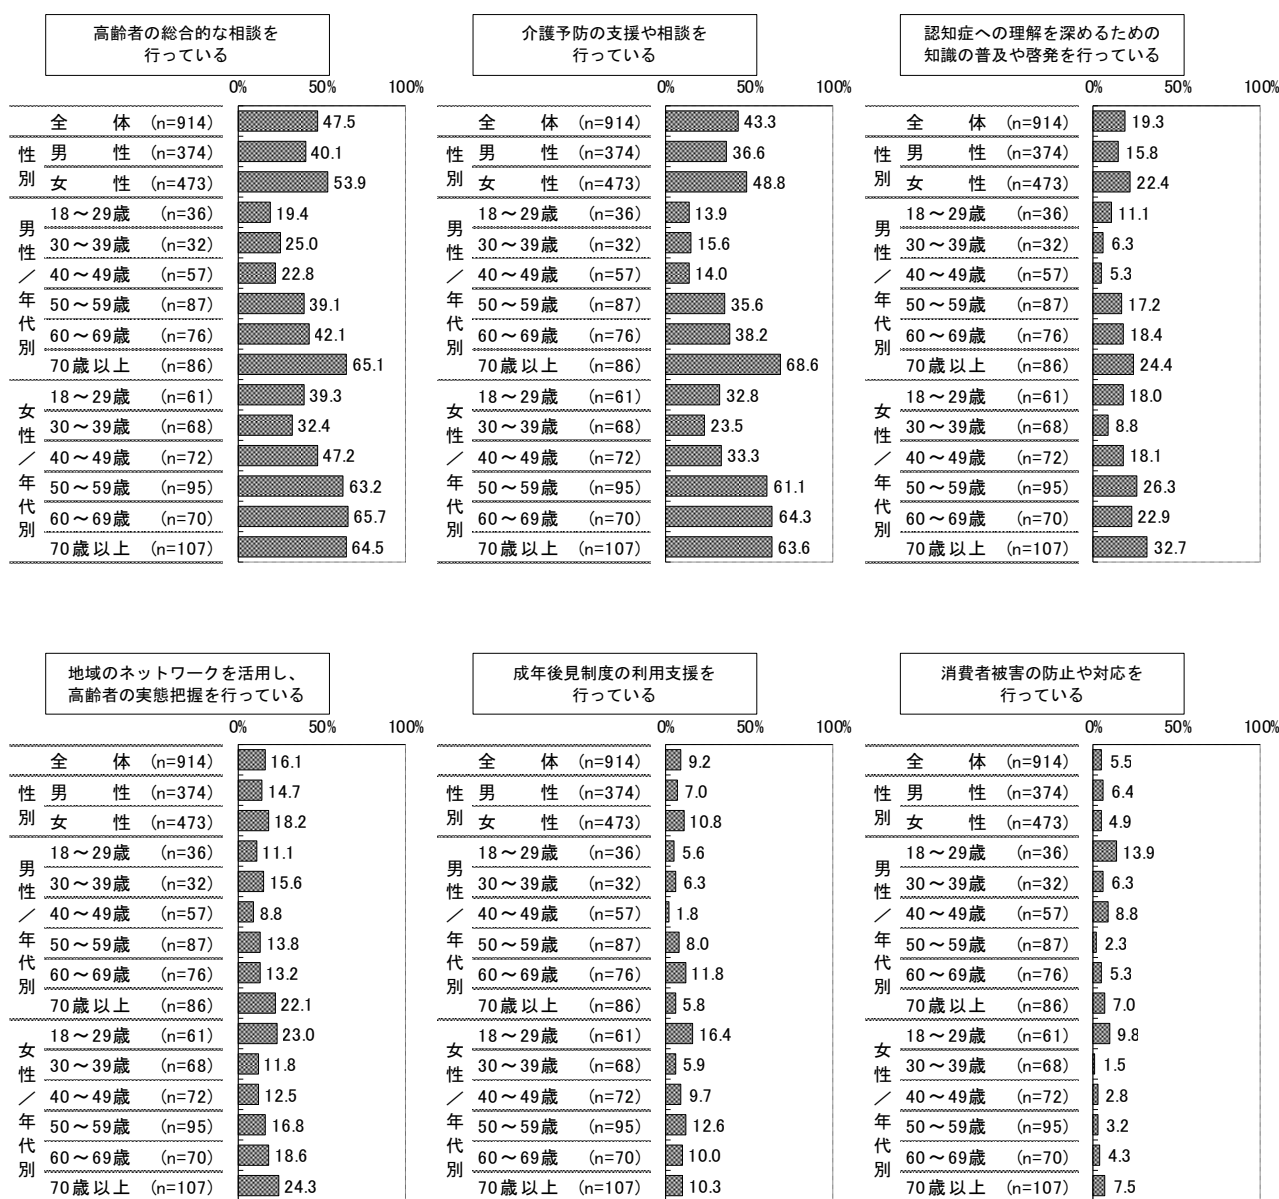 高齢者の総合的な相談を
行っている
0% 50% 100%
全 体 (n=914) 47.5
性別
男 性 (n=374) 40.1
女 性 (n=473) 53.9
男性/年代別
18~29歳 (n=36) 19.4
30~39歳 (n=32) 25.0
40~49歳 (n=57) 22.8
50~59歳 (n=87) 39.1
60~69歳 (n=76) 42.1
70歳以上 (n=86) 65.1
女性/年代別
18~29歳 (n=61) 39.3
30~39歳 (n=68) 32.4
40~49歳 (n=72) 47.2
50~59歳 (n=95) 63.2
60~69歳 (n=70) 65.7
70歳以上 (n=107) 64.5
介護予防の支援や相談を
行っている
0% 50% 100%
全 体 (n=914) 43.3
性別
男 性 (n=374) 36.6
女 性 (n=473) 48.8
18~29歳 (n=36) 13.9
30~39歳 (n=32) 15.6
40~49歳 (n=57) 14.0
50~59歳 (n=87) 35.6
60~69歳 (n=76) 38.2
70歳以上 (n=86) 68.6
男性/年代別
18~29歳 (n=61) 32.8
30~39歳 (n=68) 23.5
40~49歳 (n=72) 33.3
50~59歳 (n=95) 61.1
60~69歳 (n=70) 64.3
70歳以上 (n=107) 63.6
女性/年代別
認知症への理解を深めるための
知識の普及や啓発を行っている
0% 50% 100%
全 体 (n=914) 19.3
性別
男 性 (n=374) 15.8
女 性 (n=473) 22.4
男性/年代別
18~29歳 (n=36) 11.1
30~39歳 (n=32) 6.3
40~49歳 (n=57) 5.3
50~59歳 (n=87) 17.2
60~69歳 (n=76) 18.4
70歳以上 (n=86) 24.4
女性/年代別
18~29歳 (n=61) 18.0
30~39歳 (n=68) 8.8
40~49歳 (n=72) 18.1
50~59歳 (n=95) 26.3
60~69歳 (n=70) 22.9
70歳以上 (n=107) 32.7
地域のネットワークを活用し、
高齢者の実態把握を行っている
0% 50% 100%
全 体 (n=914) 16.1
性別
男 性 (n=374) 14.7
女 性 (n=473) 18.2
男性/年代別
18~29歳 (n=36) 11.1
30~39歳 (n=32) 15.6
40~49歳 (n=57) 8.8
50~59歳 (n=87) 13.8
60~69歳 (n=76) 13.2
70歳以上 (n=86) 22.1
女性/年代別
18~29歳 (n=61) 23.0
30~39歳 (n=68) 11.8
40~49歳 (n=72) 12.5
50~59歳 (n=95) 16.8
60~69歳 (n=70) 18.6
70歳以上 (n=107) 24.3
成年後見制度の利用支援を
行っている
0% 50% 100%
全 体 (n=914) 9.2
性別
男 性 (n=374) 7.0
女 性 (n=473) 10.8
男性/年代別
18~29歳 (n=36) 5.6
30~39歳 (n=32) 6.3
40~49歳 (n=57) 1.8
50~59歳 (n=87) 8.0
60~69歳 (n=76) 11.8
70歳以上 (n=86) 5.8
女性/年代別
18~29歳 (n=61) 16.4
30~39歳 (n=68) 5.9
40~49歳 (n=72) 9.7
50~59歳 (n=95) 12.6
60~69歳 (n=70) 10.0
70歳以上 (n=107) 10.3
消費者被害の防止や対応を
行っている
0% 50% 100%
全 体 (n=914) 5.5
性別
男 性 (n=374) 6.4
女 性 (n=473) 4.9
男性/年代別
18~29歳 (n=36) 13.9
30~39歳 (n=32) 6.3
40~49歳 (n=57) 8.8
50~59歳 (n=87) 2.3
60~69歳 (n=76) 5.3
70歳以上 (n=86) 7.0
女性/年代別
18~29歳 (n=61) 9.8
30~39歳 (n=68) 1.5
40~49歳 (n=72) 2.8
50~59歳 (n=95) 3.2
60~69歳 (n=70) 4.3
70歳以上 (n=107) 7.5